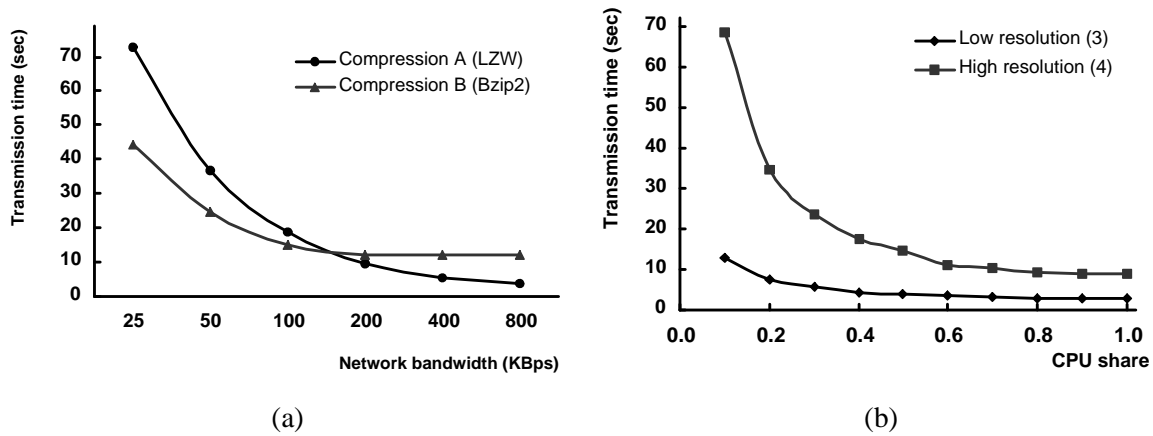 Transmission time (sec)
70
60
50
40
30
20
10
0
25 50 100 200 400 800
Network bandwidth (KBps)
Compression A (LZW)
Compression B (Bzip2)
(a)
Transmission time (sec)
70
60
50
40
30
20
10
0
0.0 0.2 0.4 0.6 0.8 1.0
CPU share
Low resolution (3)
High resolution (4)
(b)